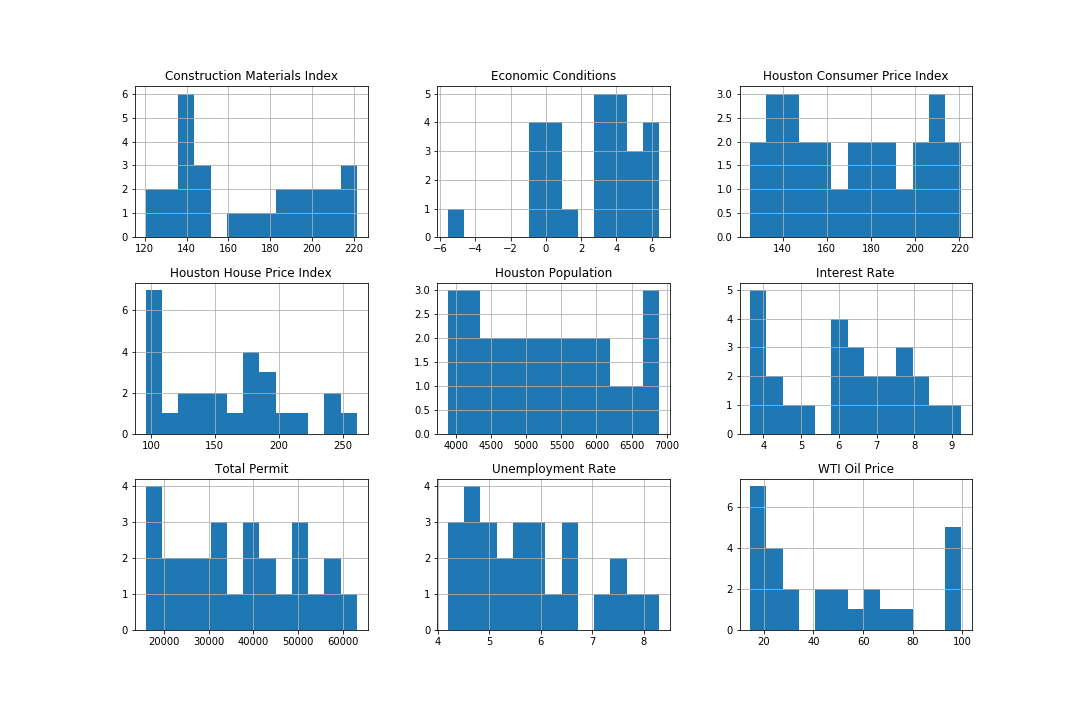 Construction Materials Index
6
5
4
3
2
1
0
120 140 160 180 200 220
Economic Conditions
5
4
3
2
1
0
−6 −4 −2 0 2 4 6
Houston Consumer Price Index
3.0
2.5
2.0
1.5
1.0
0.5
0.0
140 160 180 200 220
Houston House Price Index
6
4
2
0
100 150 200 250
Houston Population
3.0
2.5
2.0
1.5
1.0
0.5
0.0
4000 4500 5000 5500 6000 6500 7000
Interest Rate
5
4
3
2
1
0
4 5 6 7 8 9
Total Permit
4
3
2
1
0
20000 30000 40000 50000 60000
Unemployment Rate
4
3
2
1
0
4 5 6 7 8
WTI Oil Price
6
4
2
0
20 40 60 80 100